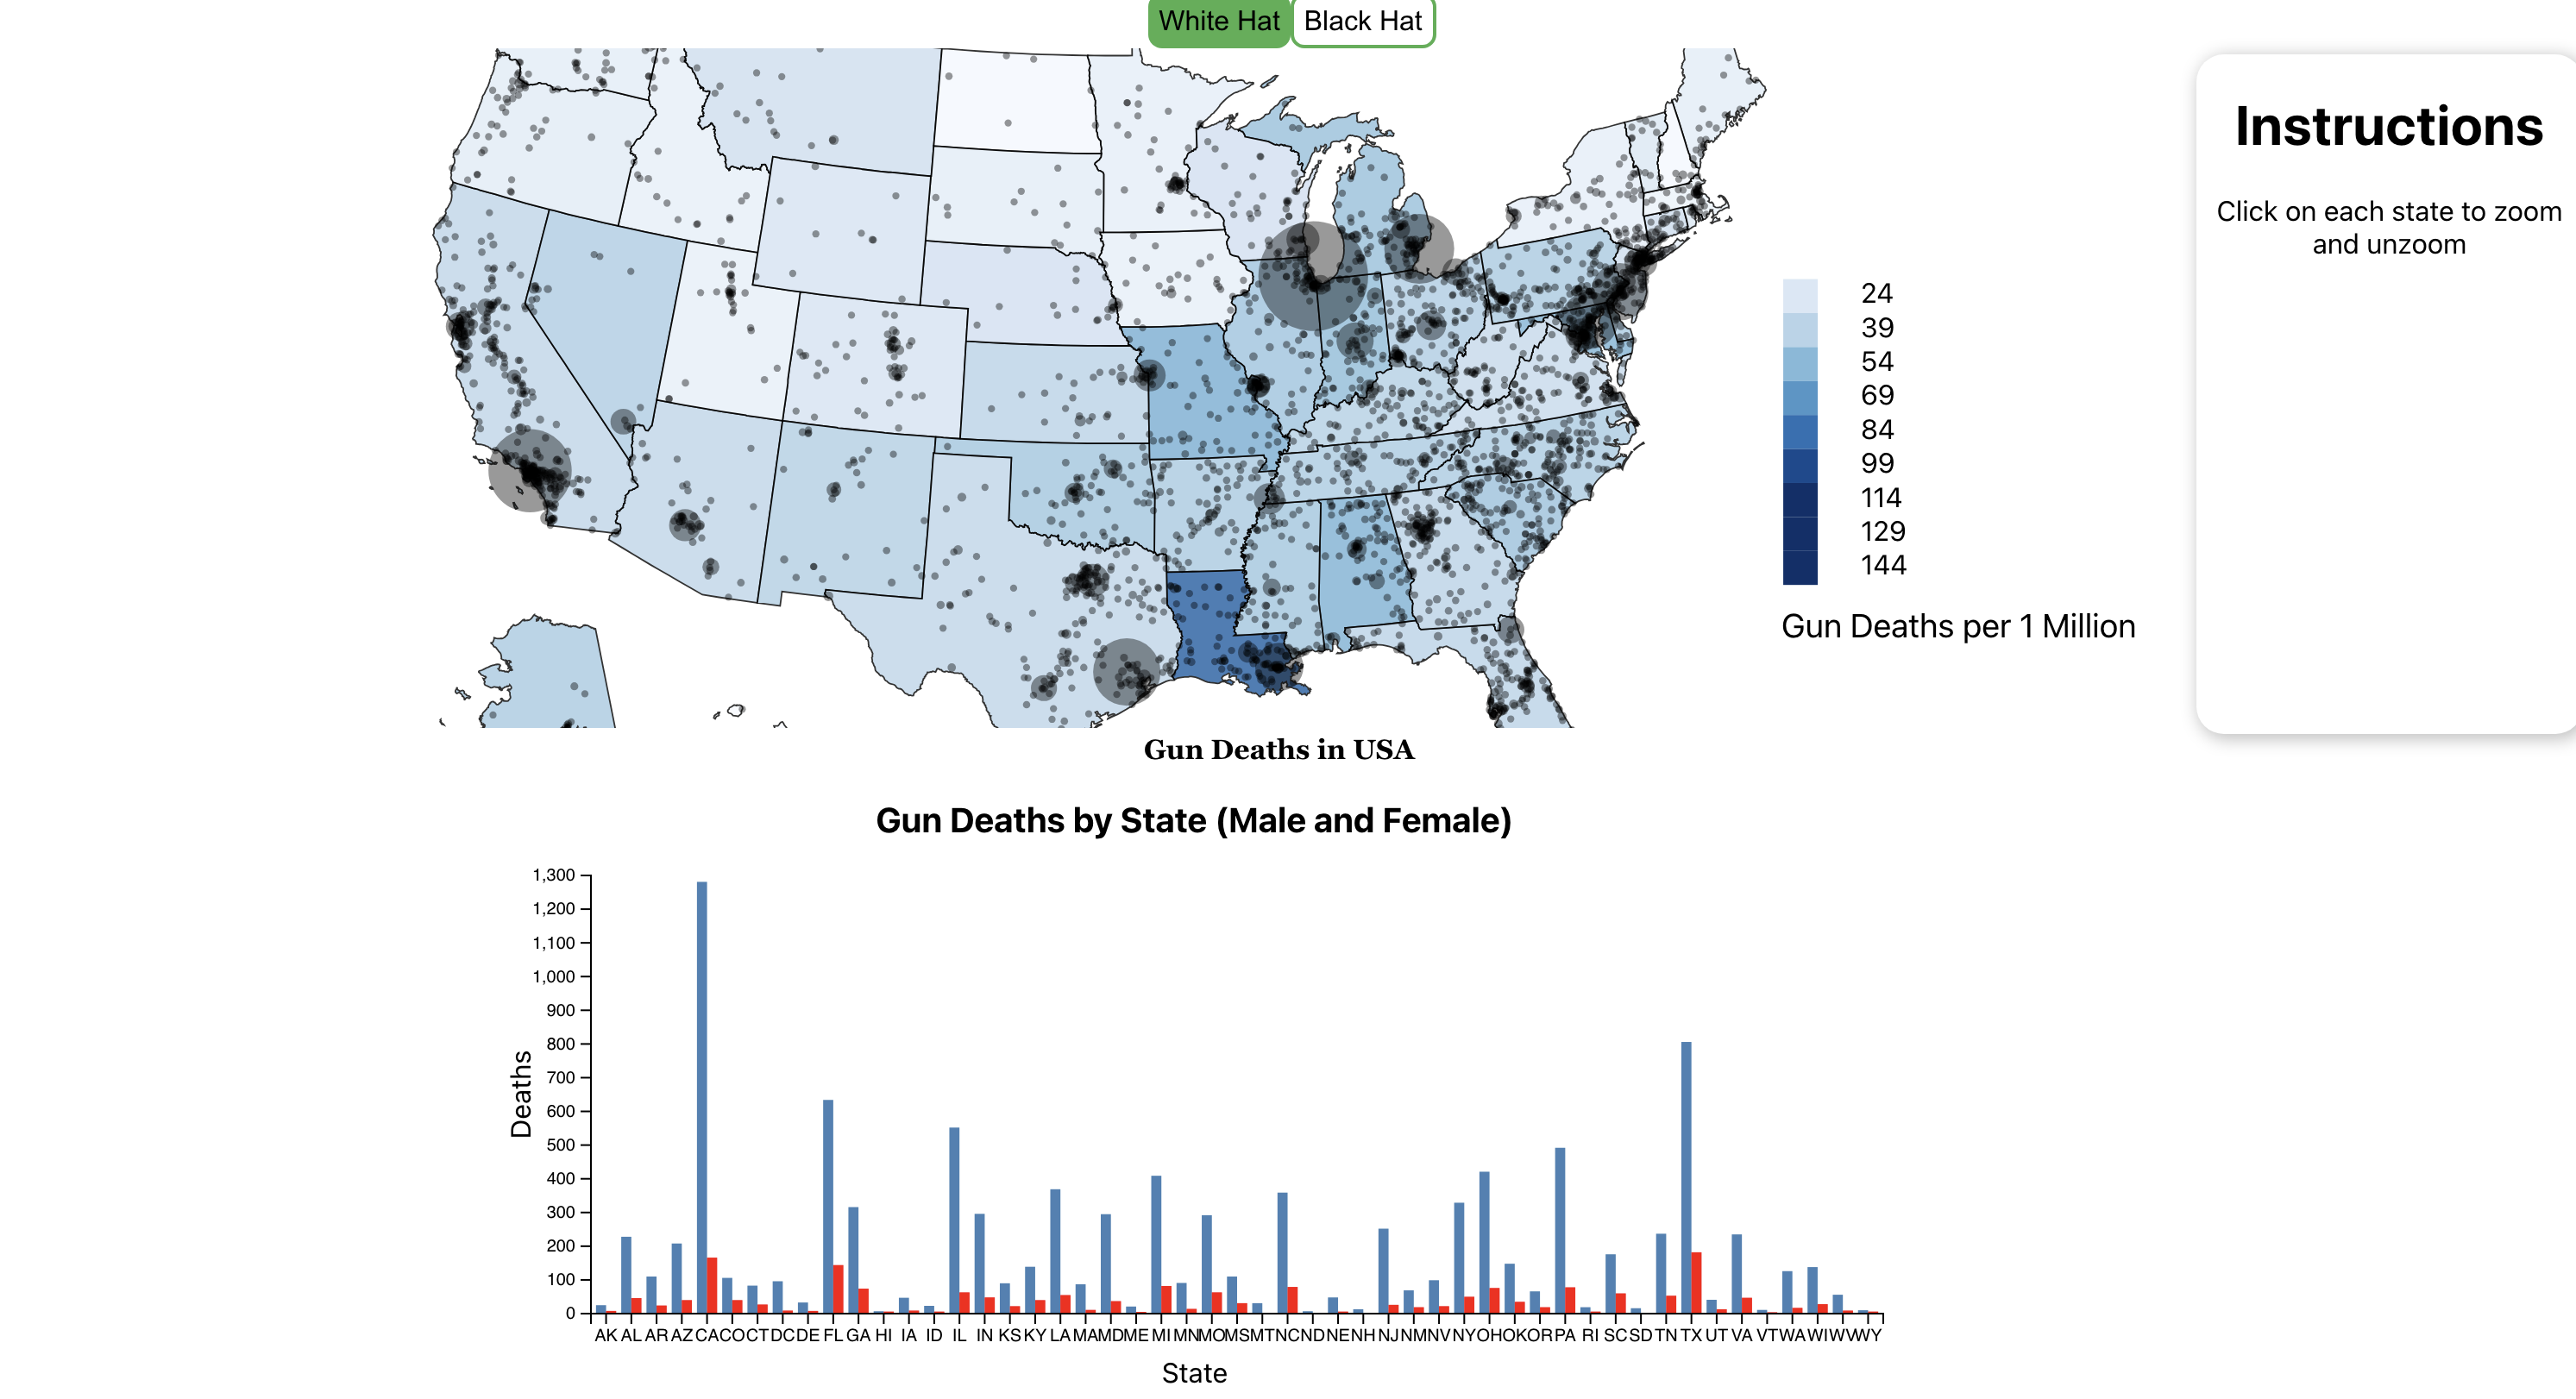 White Hat Black Hat
Instructions
Click on each state to zoom
and unzoom
24
39
54
69
84
99
114
129
144
Gun Deaths per 1 Million
Gun Deaths in USA
Gun Deaths by State (Male and Female)
1,300
1,200
1,100
1,000
900
800
700
600
500
400
300
200
100
0
Deaths
AK AL AR AZ CA CO CT DC DE FL GA HI IA ID IL IN KS KY LA MA MD ME MI MN MO MS MT NC ND NE NH NJ NM NV NY OH OK OR PA RI SC SD TN TX UT VA VT WA WI WV WY
State